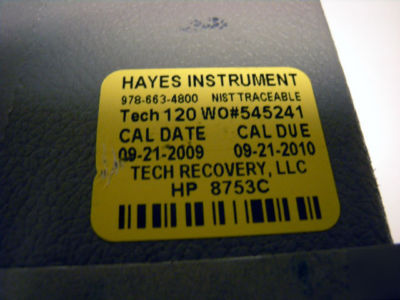 HAYES INSTRUMENT
978-663-4800 NIST TRACEABLE
Tech 120 WO#545241
CAL DATE CAL DUE
09-21-2009 09-21-2010
TECH RECOVERY, LLC
HP 8753C